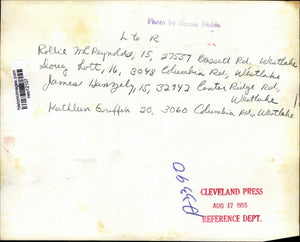 Photo by Bernie Noble
L to R
Rollie McReynolds, 15, 27557 Bassett Rd, Westlake
Doug Lott, 16, 3048 Columbia Rd, Westlake
James Hanzely, 15, 32942 Center Ridge Rd,
Westlake
Kathleen Griffin 20, 3060 Columbia Rd, Westlake
CLEVELAND PRESS
AUG 17 1955
REFERENCE DEPT.